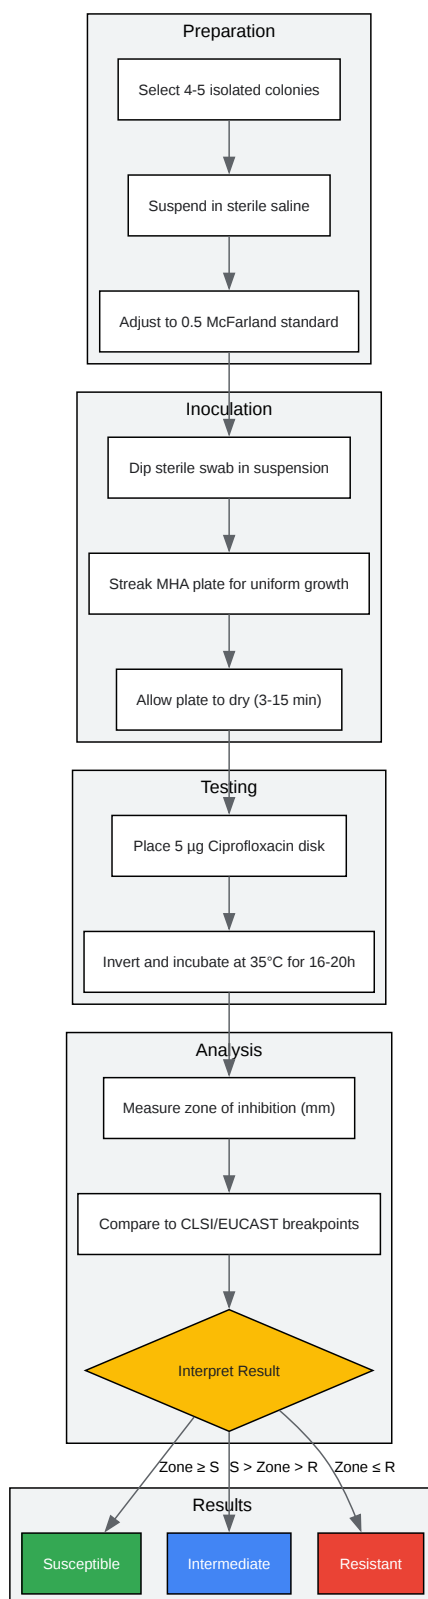 Preparation
Select 4-5 isolated colonies
Suspend in sterile saline
Adjust to 0.5 McFarland standard
Inoculation
Dip sterile swab in suspension
Streak MHA plate for uniform growth
Allow plate to dry (3-15 min)
Testing
Place 5 µg Ciprofloxacin disk
Invert and incubate at 35°C for 16-20h
Analysis
Measure zone of inhibition (mm)
Compare to CLSI/EUCAST breakpoints
Interpret Result
Zone ≥ S
S > Zone > R
Zone ≤ R
Results
Susceptible
Intermediate
Resistant